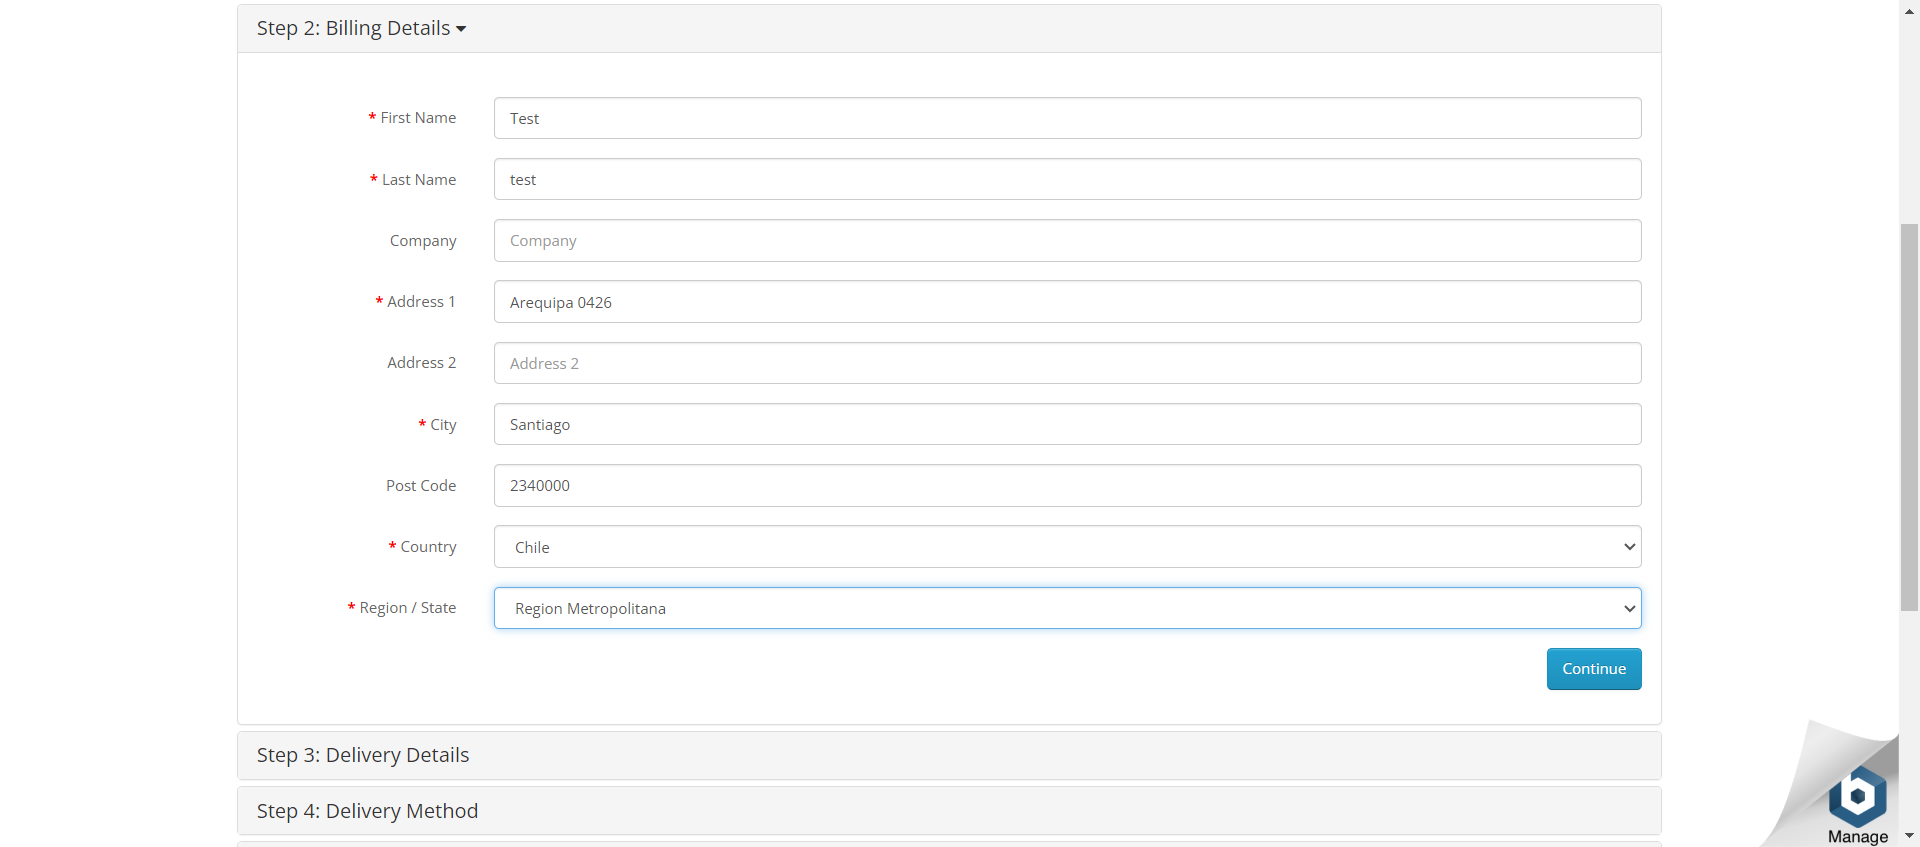 Step 2: Billing Details
* First Name
Test
* Last Name
test
Company
Company
* Address 1
Arequipa 0426
Address 2
Address 2
* City
Santiago
Post Code
2340000
* Country
Chile
* Region / State
Region Metropolitana
Continue
Step 3: Delivery Details
Step 4: Delivery Method
b
Manage